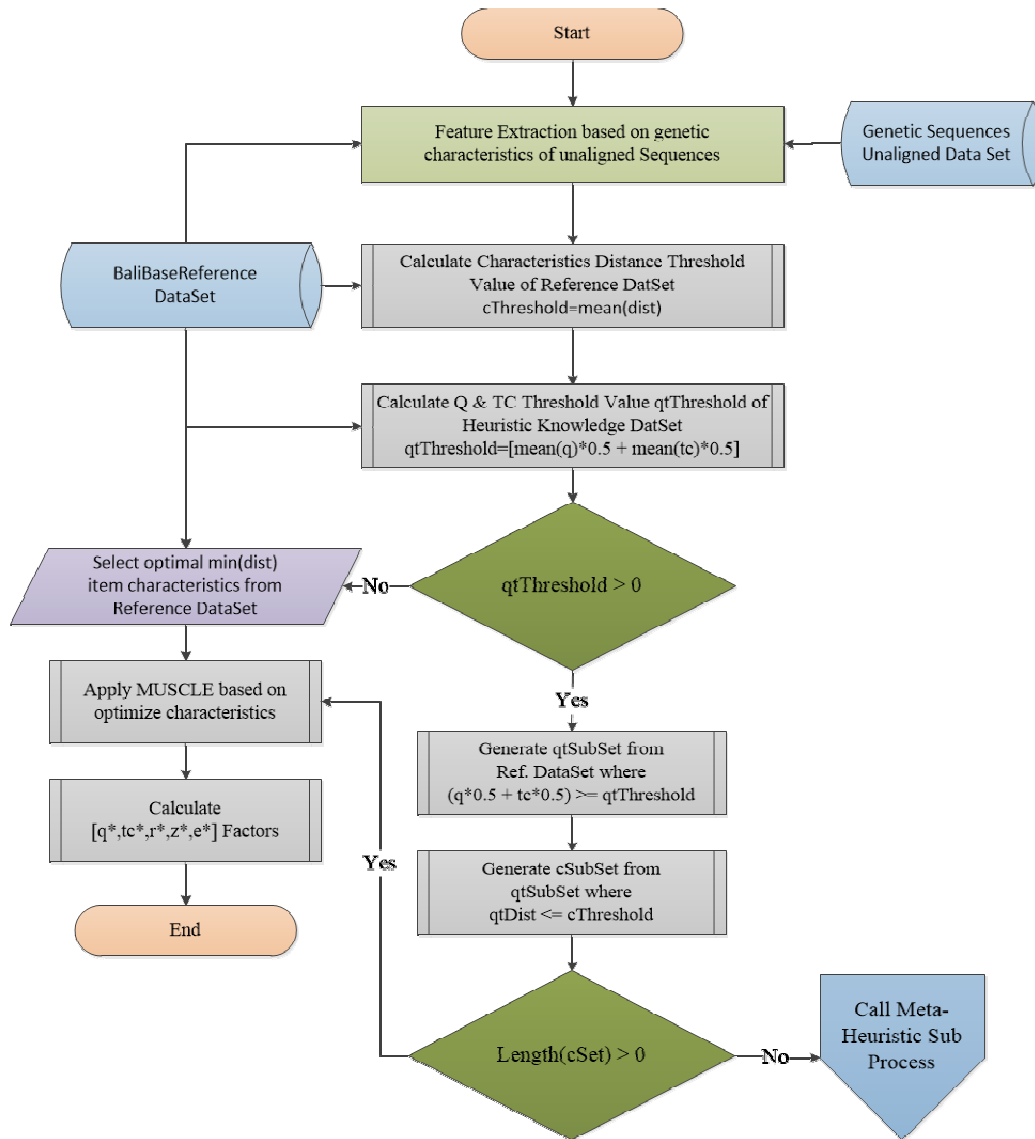 Start
Feature Extraction based on genetic
characteristics of unaligned Sequences
Genetic Sequences
Unaligned Data Set
BaliBaseReference
DataSet
Calculate Characteristics Distance Threshold
Value of Reference DatSet
cThreshold=mean(dist)
Calculate Q & TC Threshold Value qtThreshold of
Heuristic Knowledge DatSet
qtThreshold=[mean(q)*0.5 + mean(tc)*0.5]
Select optimal min(dist)
item characteristics from
Reference DataSet
No
qtThreshold > 0
Yes
Apply MUSCLE based on
optimize characteristics
Generate qtSubSet from
Ref. DataSet where
(q*0.5 + tc*0.5) >= qtThreshold
Calculate
[q*,tc*,r*,z*,e*] Factors
Yes
Generate cSubSet from
qtSubSet where
qtDist <= cThreshold
End
Length(cSet) > 0
No
Call Meta-
Heuristic Sub
Process